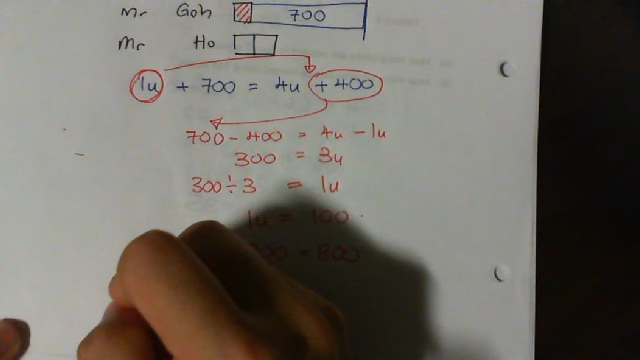 Mr Goh 700
Mr Ho
1u + 700 = 4u + 400
700 - 400 = 4u - 1u
300 = 3u
300 ÷ 3 = 1u
1u = 100
= 800